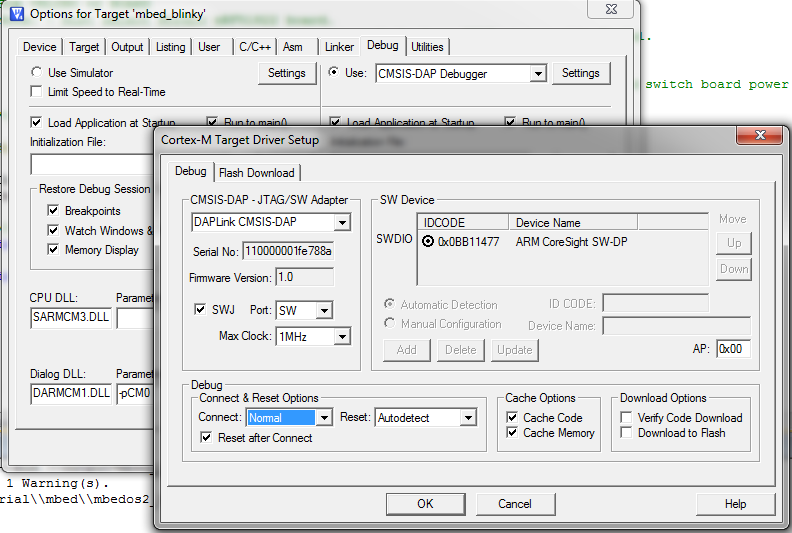 Options for Target 'mbed_blinky'
Device Target Output Listing User C/C++ Asm Linker Debug Utilities
Use Simulator Settings Use: CMSIS-DAP Debugger Settings
Limit Speed to Real-Time
switch board power
Load Application at Startup Run to main() Load Application at Startup Run to main()
Initialization File:
Restore Debug Session
Breakpoints
Watch Windows &
Memory Display
CPU DLL: Paramet
SARMCM3.DLL
Dialog DLL: Paramet
DARMCM1.DLL -pCM0
1 Warning(s).
rial\\mbed\\mbedos2_
Cortex-M Target Driver Setup
Debug Flash Download
CMSIS-DAP - JTAG/SW Adapter
DAPLink CMSIS-DAP
Serial No: 110000001fe788a
Firmware Version: 1.0
SWJ Port: SW
Max Clock: 1MHz
SW Device
IDCODE Device Name Move
SWDIO 0x0BB11477 ARM CoreSight SW-DP Up
Down
Automatic Detection ID CODE:
Manual Configuration Device Name:
Add Delete Update AP: 0x00
Debug
Connect & Reset Options
Connect: Normal Reset: Autodetect
Reset after Connect
Cache Options
Cache Code
Cache Memory
Download Options
Verify Code Download
Download to Flash
OK Cancel Help